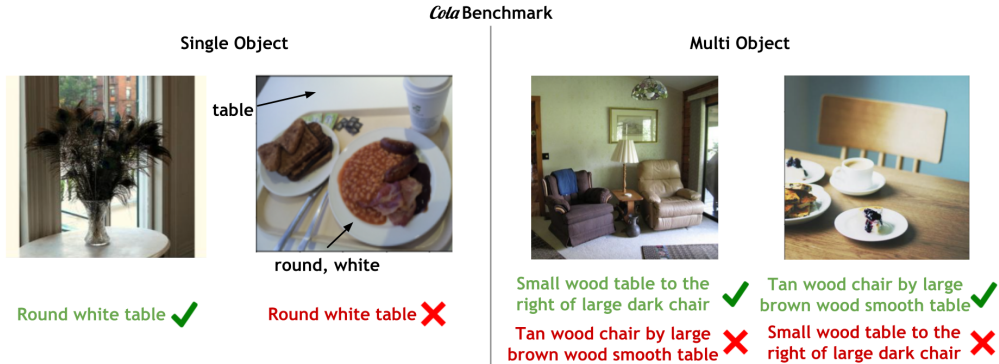 Cola Benchmark
Single Object
Multi Object
table
round, white
Round white table
Round white table
Small wood table to the
right of large dark chair
Tan wood chair by large
brown wood smooth table
Tan wood chair by large
brown wood smooth table
Small wood table to the
right of large dark chair